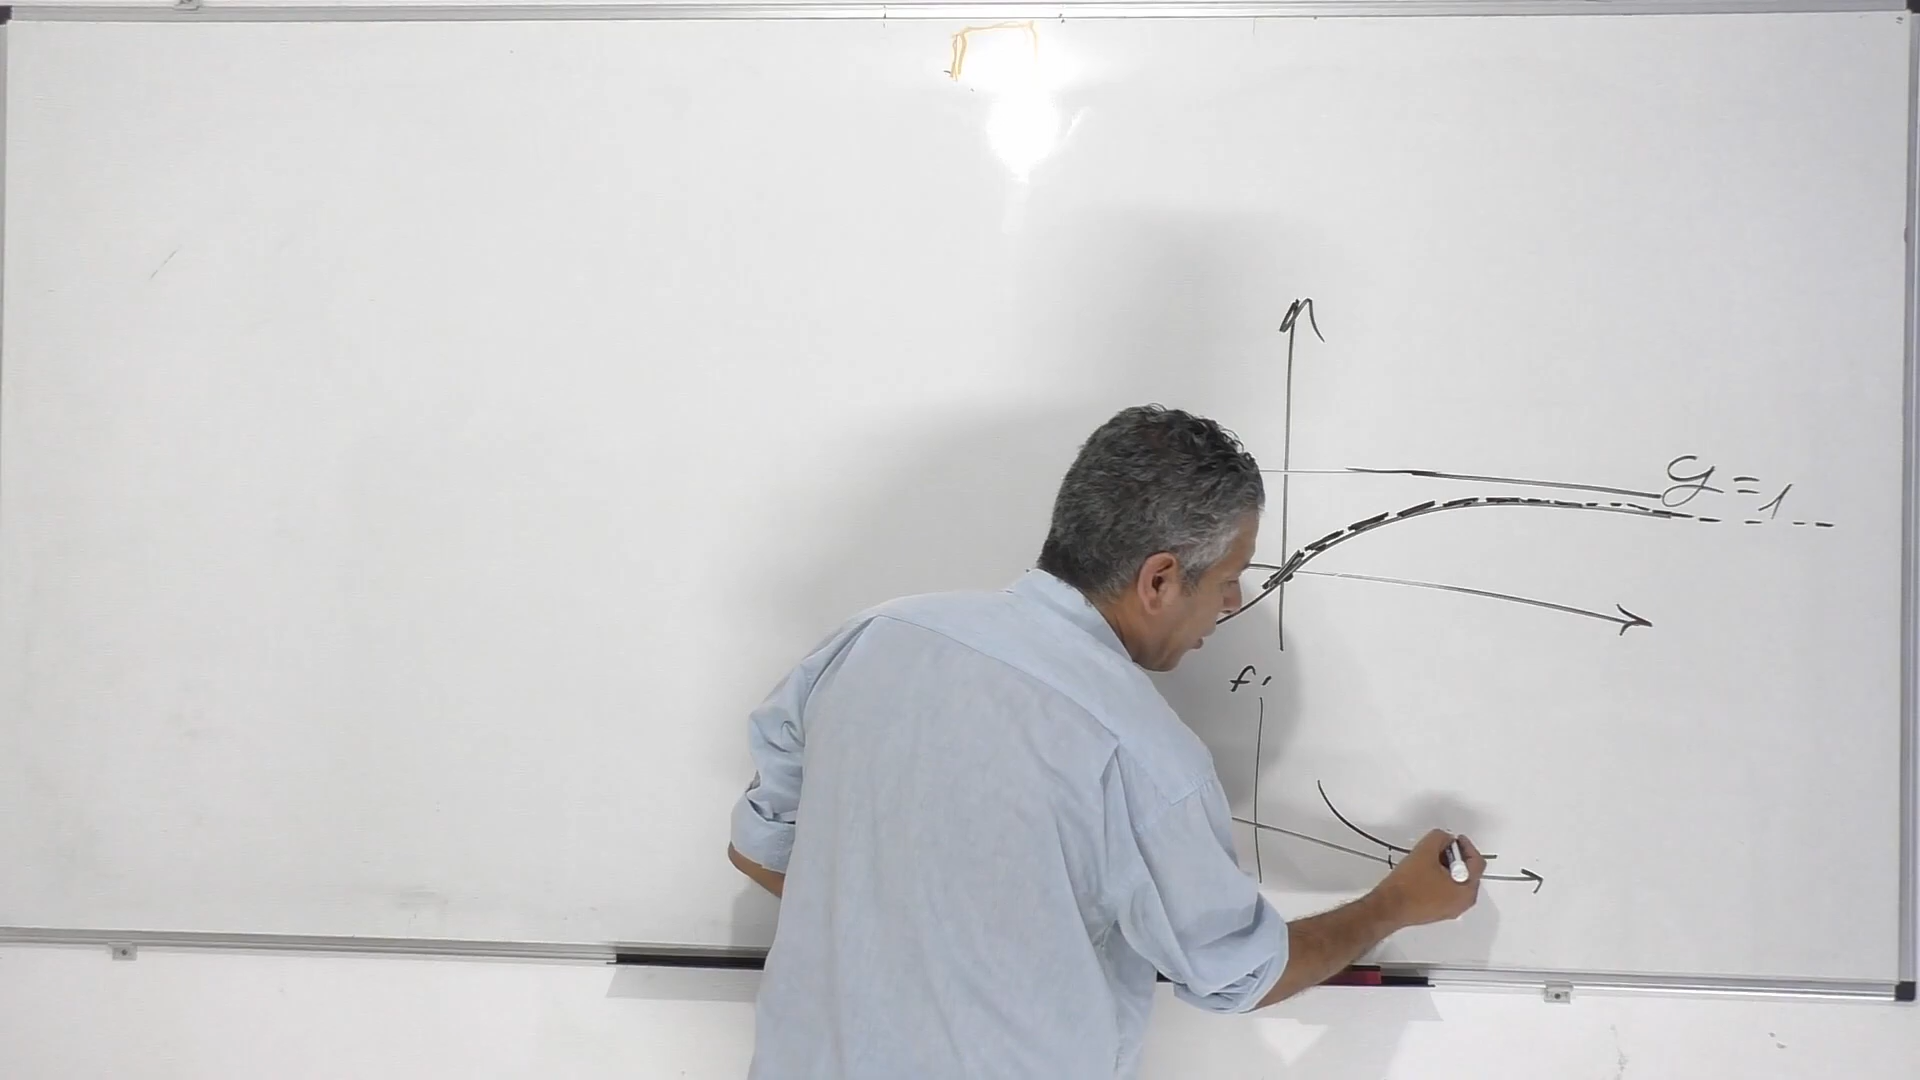 y = 1
f'